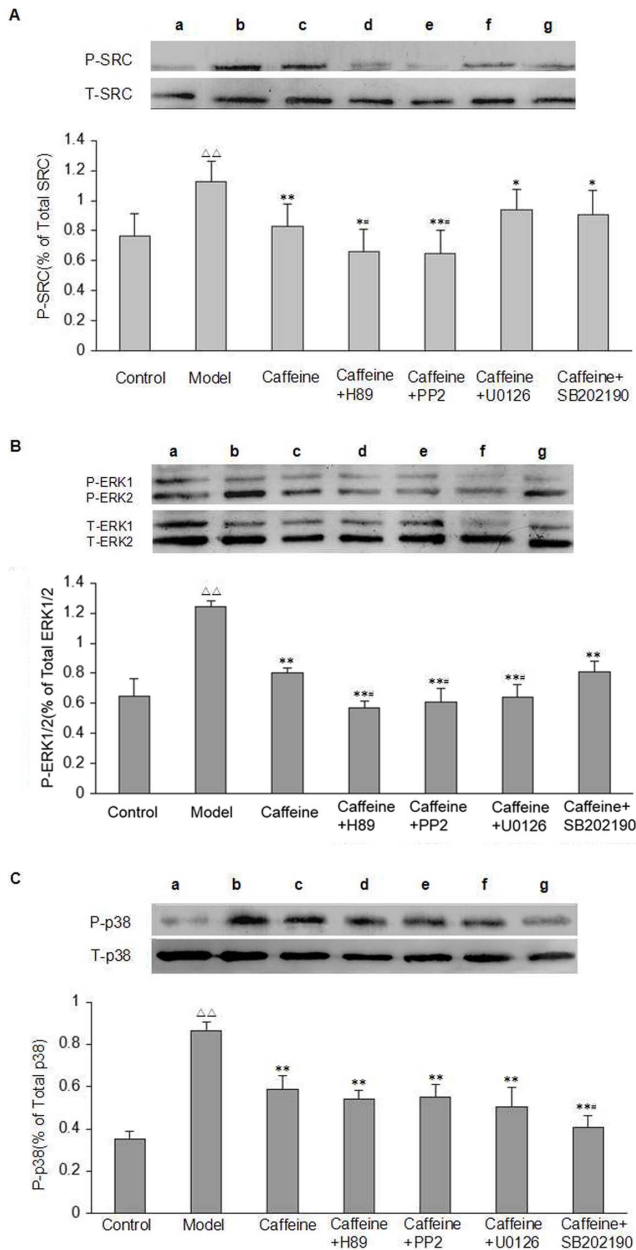 A
a b c d e f g
P-SRC
T-SRC
P-SRC(% of Total SRC)
1.4
1.2
1
0.8
0.6
0.4
0.2
0
△△
**
*=
**=
*
*
Control Model Caffeine Caffeine +H89 Caffeine +PP2 Caffeine +U0126 Caffeine+ SB202190
B
a b c d e f g
P-ERK1
P-ERK2
T-ERK1
T-ERK2
P-ERK1/2(% of Total ERK1/2)
1.4
1.2
1
0.8
0.6
0.4
0.2
0
△△
**
**=
**=
**=
**
Control Model Caffeine Caffeine +H89 Caffeine +PP2 Caffeine +U0126 Caffeine+ SB202190
C
a b c d e f g
P-p38
T-p38
P-p38(% of Total p38)
1
0.8
0.6
0.4
0.2
0
△△
**
**
**
**
**=
Control Model Caffeine Caffeine +H89 Caffeine +PP2 Caffeine +U0126 Caffeine+ SB202190